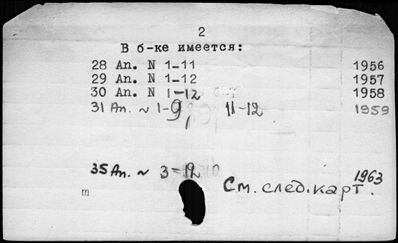 2
В б-ке имеется:
28 An. N 1-11 1956
29 An. N 1-12 1957
30 An. N 1-12 1958
31 An. ~ 1-9, 11-12 1959
35 An. ~ 3-12 1963
См. след. карт.
m